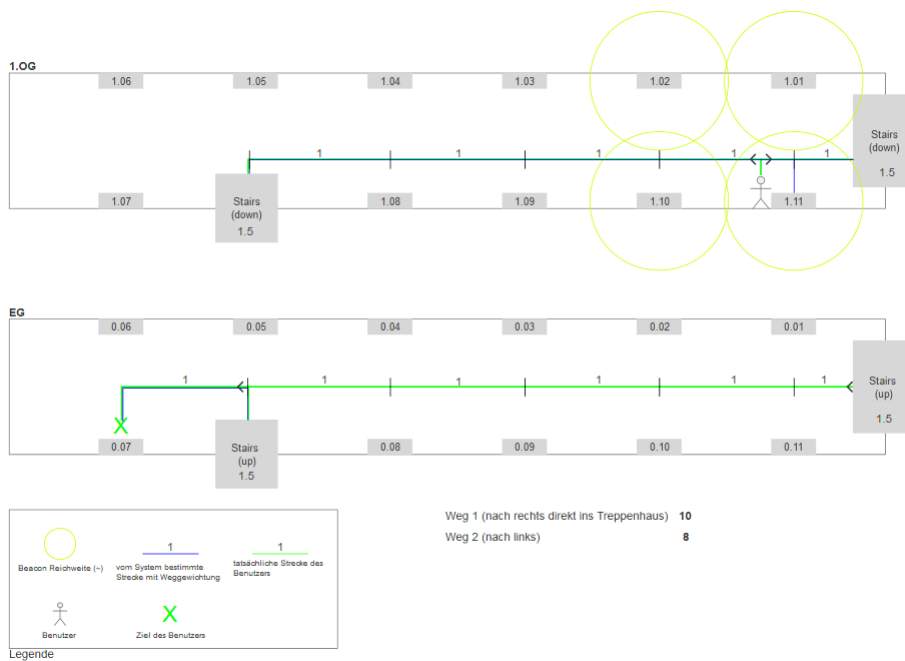 1.OG
1.06 1.05 1.04 1.03 1.02 1.01
1 1 1 1 1
Stairs
(down)
1.5
1.07 1.08 1.09 1.10 1.11
Stairs
(down)
1.5
EG
0.06 0.05 0.04 0.03 0.02 0.01
1 1 1 1 1 1
Stairs
(up)
1.5
X
0.07 0.08 0.09 0.10 0.11
Stairs
(up)
1.5
Weg 1 (nach rechts direkt ins Treppenhaus) 10
Weg 2 (nach links) 8
1 1
Beacon Reichweite (~)
vom System bestimmte
Strecke mit Weggewichtung
tatsächliche Strecke des
Benutzers
X
Benutzer
Ziel des Benutzers
Legende